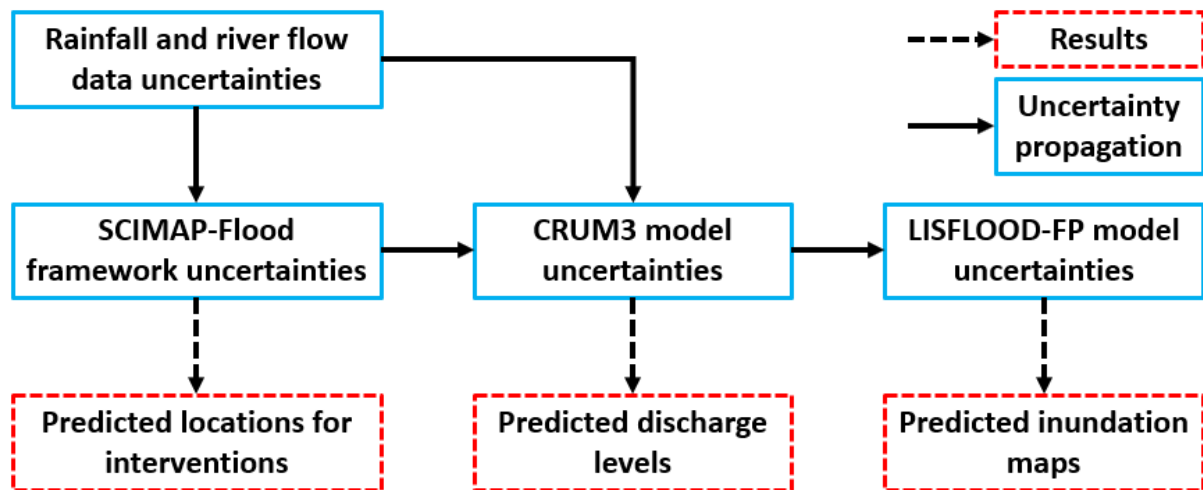 Rainfall and river flow
data uncertainties
Results
Uncertainty
propagation
SCIMAP-Flood
framework uncertainties
CRUM3 model
uncertainties
LISFLOOD-FP model
uncertainties
Predicted locations for
interventions
Predicted discharge
levels
Predicted inundation
maps